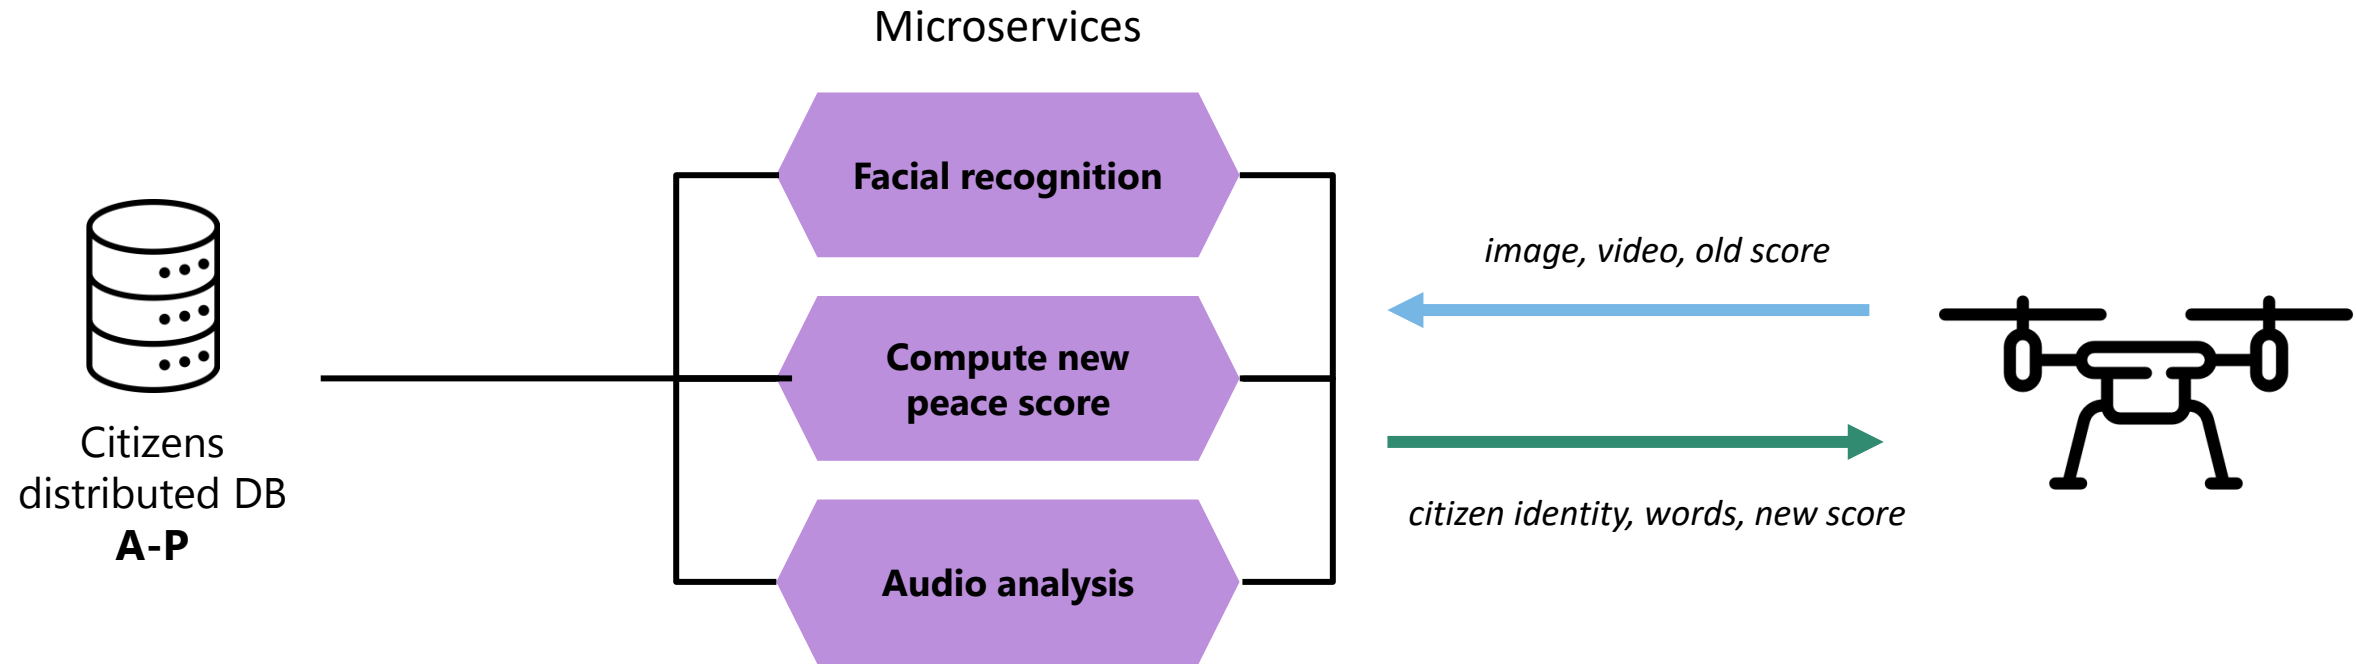 Microservices
Facial recognition
image, video, old score
Compute new
peace score
Citizens
distributed DB
A-P
citizen identity, words, new score
Audio analysis